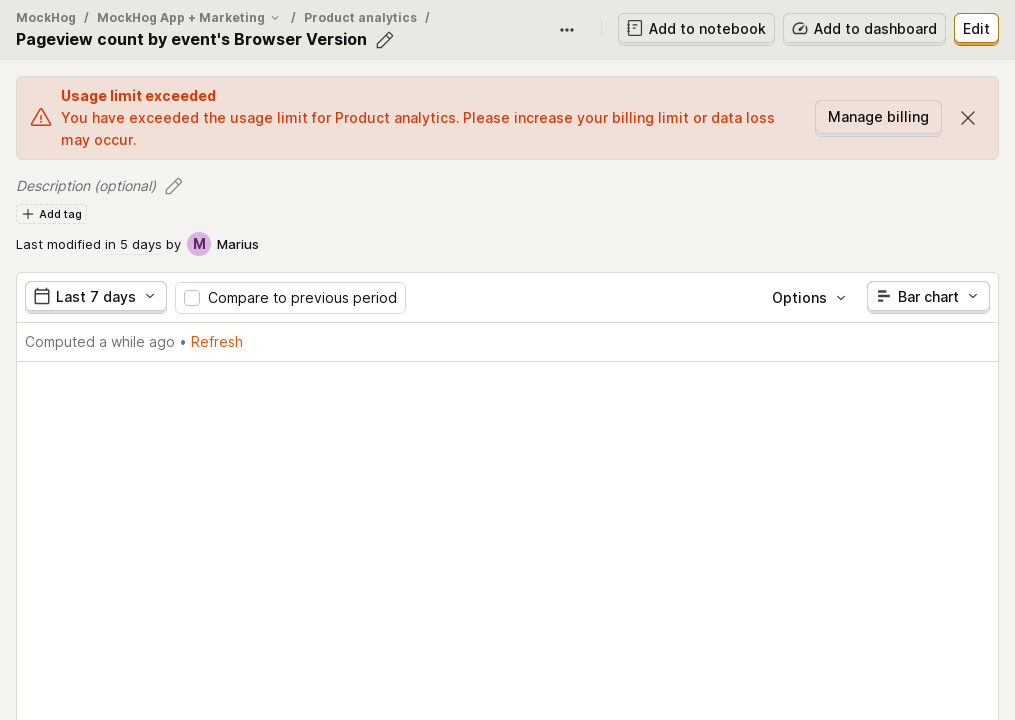 MockHog / MockHog App + Marketing / Product analytics /
Pageview count by event's Browser Version
Add to notebook
Add to dashboard
Edit
Usage limit exceeded
You have exceeded the usage limit for Product analytics. Please increase your billing limit or data loss
may occur.
Manage billing
Description (optional)
Add tag
Last modified in 5 days by M Marius
Last 7 days
Compare to previous period
Options
Bar chart
Computed a while ago • Refresh